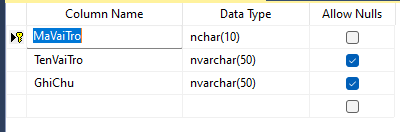 Column Name Data Type Allow Nulls
MaVaiTro nchar(10)
TenVaiTro nvarchar(50)
GhiChu nvarchar(50)